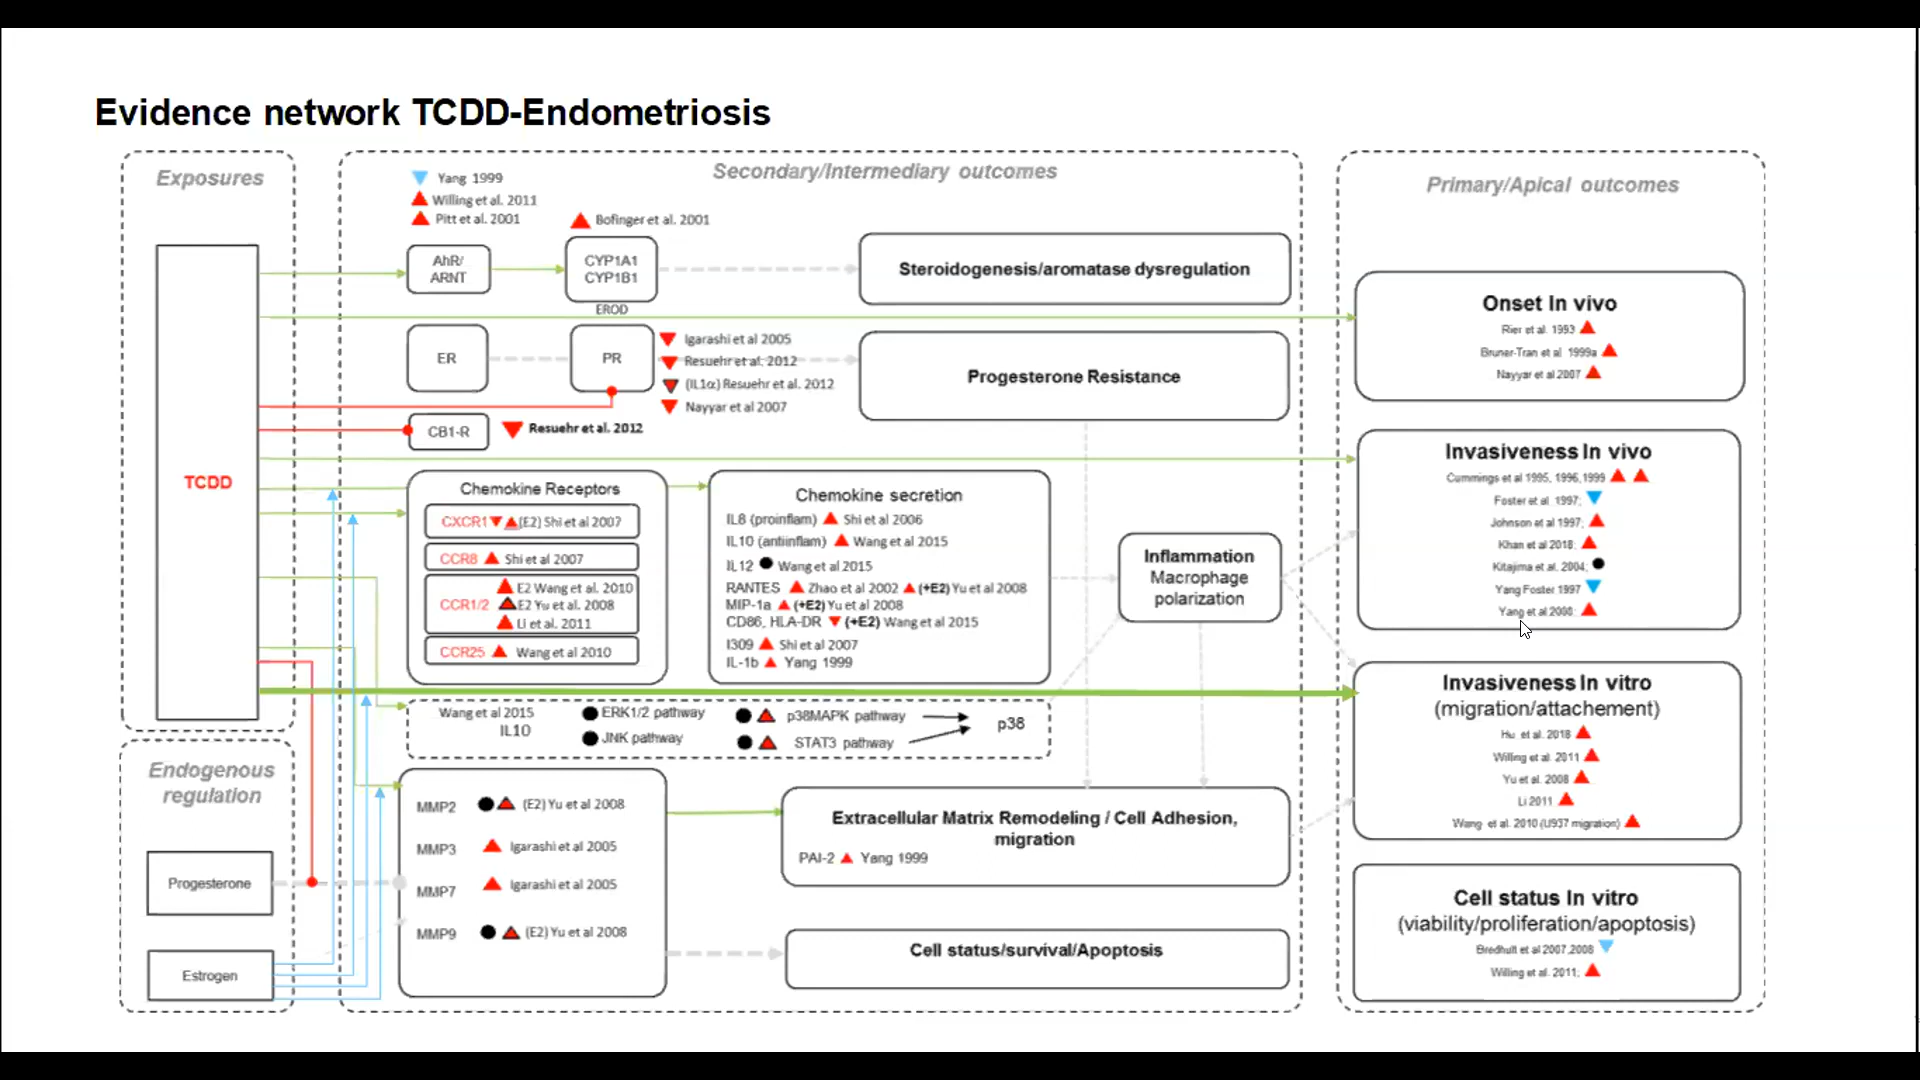 Evidence network TCDD-Endometriosis
Exposures
TCDD
Endogenous
regulation
Progesterone
Estrogen
Secondary/Intermediary outcomes
Yang 1999
Willing et al. 2011
Pitt et al. 2001
Bofinger et al. 2001
AhR/
ARNT
CYP1A1
CYP1B1
EROD
Steroidogenesis/aromatase dysregulation
ER
PR
Igarashi et al 2005
Resuehr et al. 2012
(IL1α) Resuehr et al. 2012
Nayyar et al 2007
Progesterone Resistance
CB1-R
Resuehr et al. 2012
Chemokine Receptors
CXCR1 (E2) Shi et al 2007
CCR8 Shi et al 2007
E2 Wang et al. 2010
CCR1/2 E2 Yu et al. 2008
Li et al. 2011
CCR25 Wang et al 2010
Chemokine secretion
IL8 (proinflam) Shi et al 2006
IL10 (antiinflam) Wang et al 2015
IL12 Wang et al 2015
RANTES Zhao et al 2002 (+E2) Yu et al 2008
MIP-1a (+E2) Yu et al 2008
CD86, HLA-DR (+E2) Wang et al 2015
I309 Shi et al 2007
IL-1b Yang 1999
Inflammation
Macrophage
polarization
Wang et al 2015
IL10
ERK1/2 pathway
JNK pathway
p38MAPK pathway
STAT3 pathway
p38
MMP2 (E2) Yu et al 2008
MMP3 Igarashi et al 2005
MMP7 Igarashi et al 2005
MMP9 (E2) Yu et al 2008
Extracellular Matrix Remodeling / Cell Adhesion,
migration
PAI-2 Yang 1999
Cell status/survival/Apoptosis
Primary/Apical outcomes
Onset In vivo
Rier et al. 1993
Bruner-Tran et al. 1999a
Nayyar et al 2007
Invasiveness In vivo
Cummings et al 1995, 1996,1999
Foster et al. 1997;
Johnson et al 1997;
Khan et al 2018;
Kitajima et al. 2004;
Yang Foster 1997
Yang et al 2000;
Invasiveness In vitro
(migration/attachement)
Hu et al. 2018
Willing et al. 2011
Yu et al. 2008
Li 2011
Wang et al. 2010 (U937 migration)
Cell status In vitro
(viability/proliferation/apoptosis)
Bredhult et al 2007,2008
Willing et al. 2011;